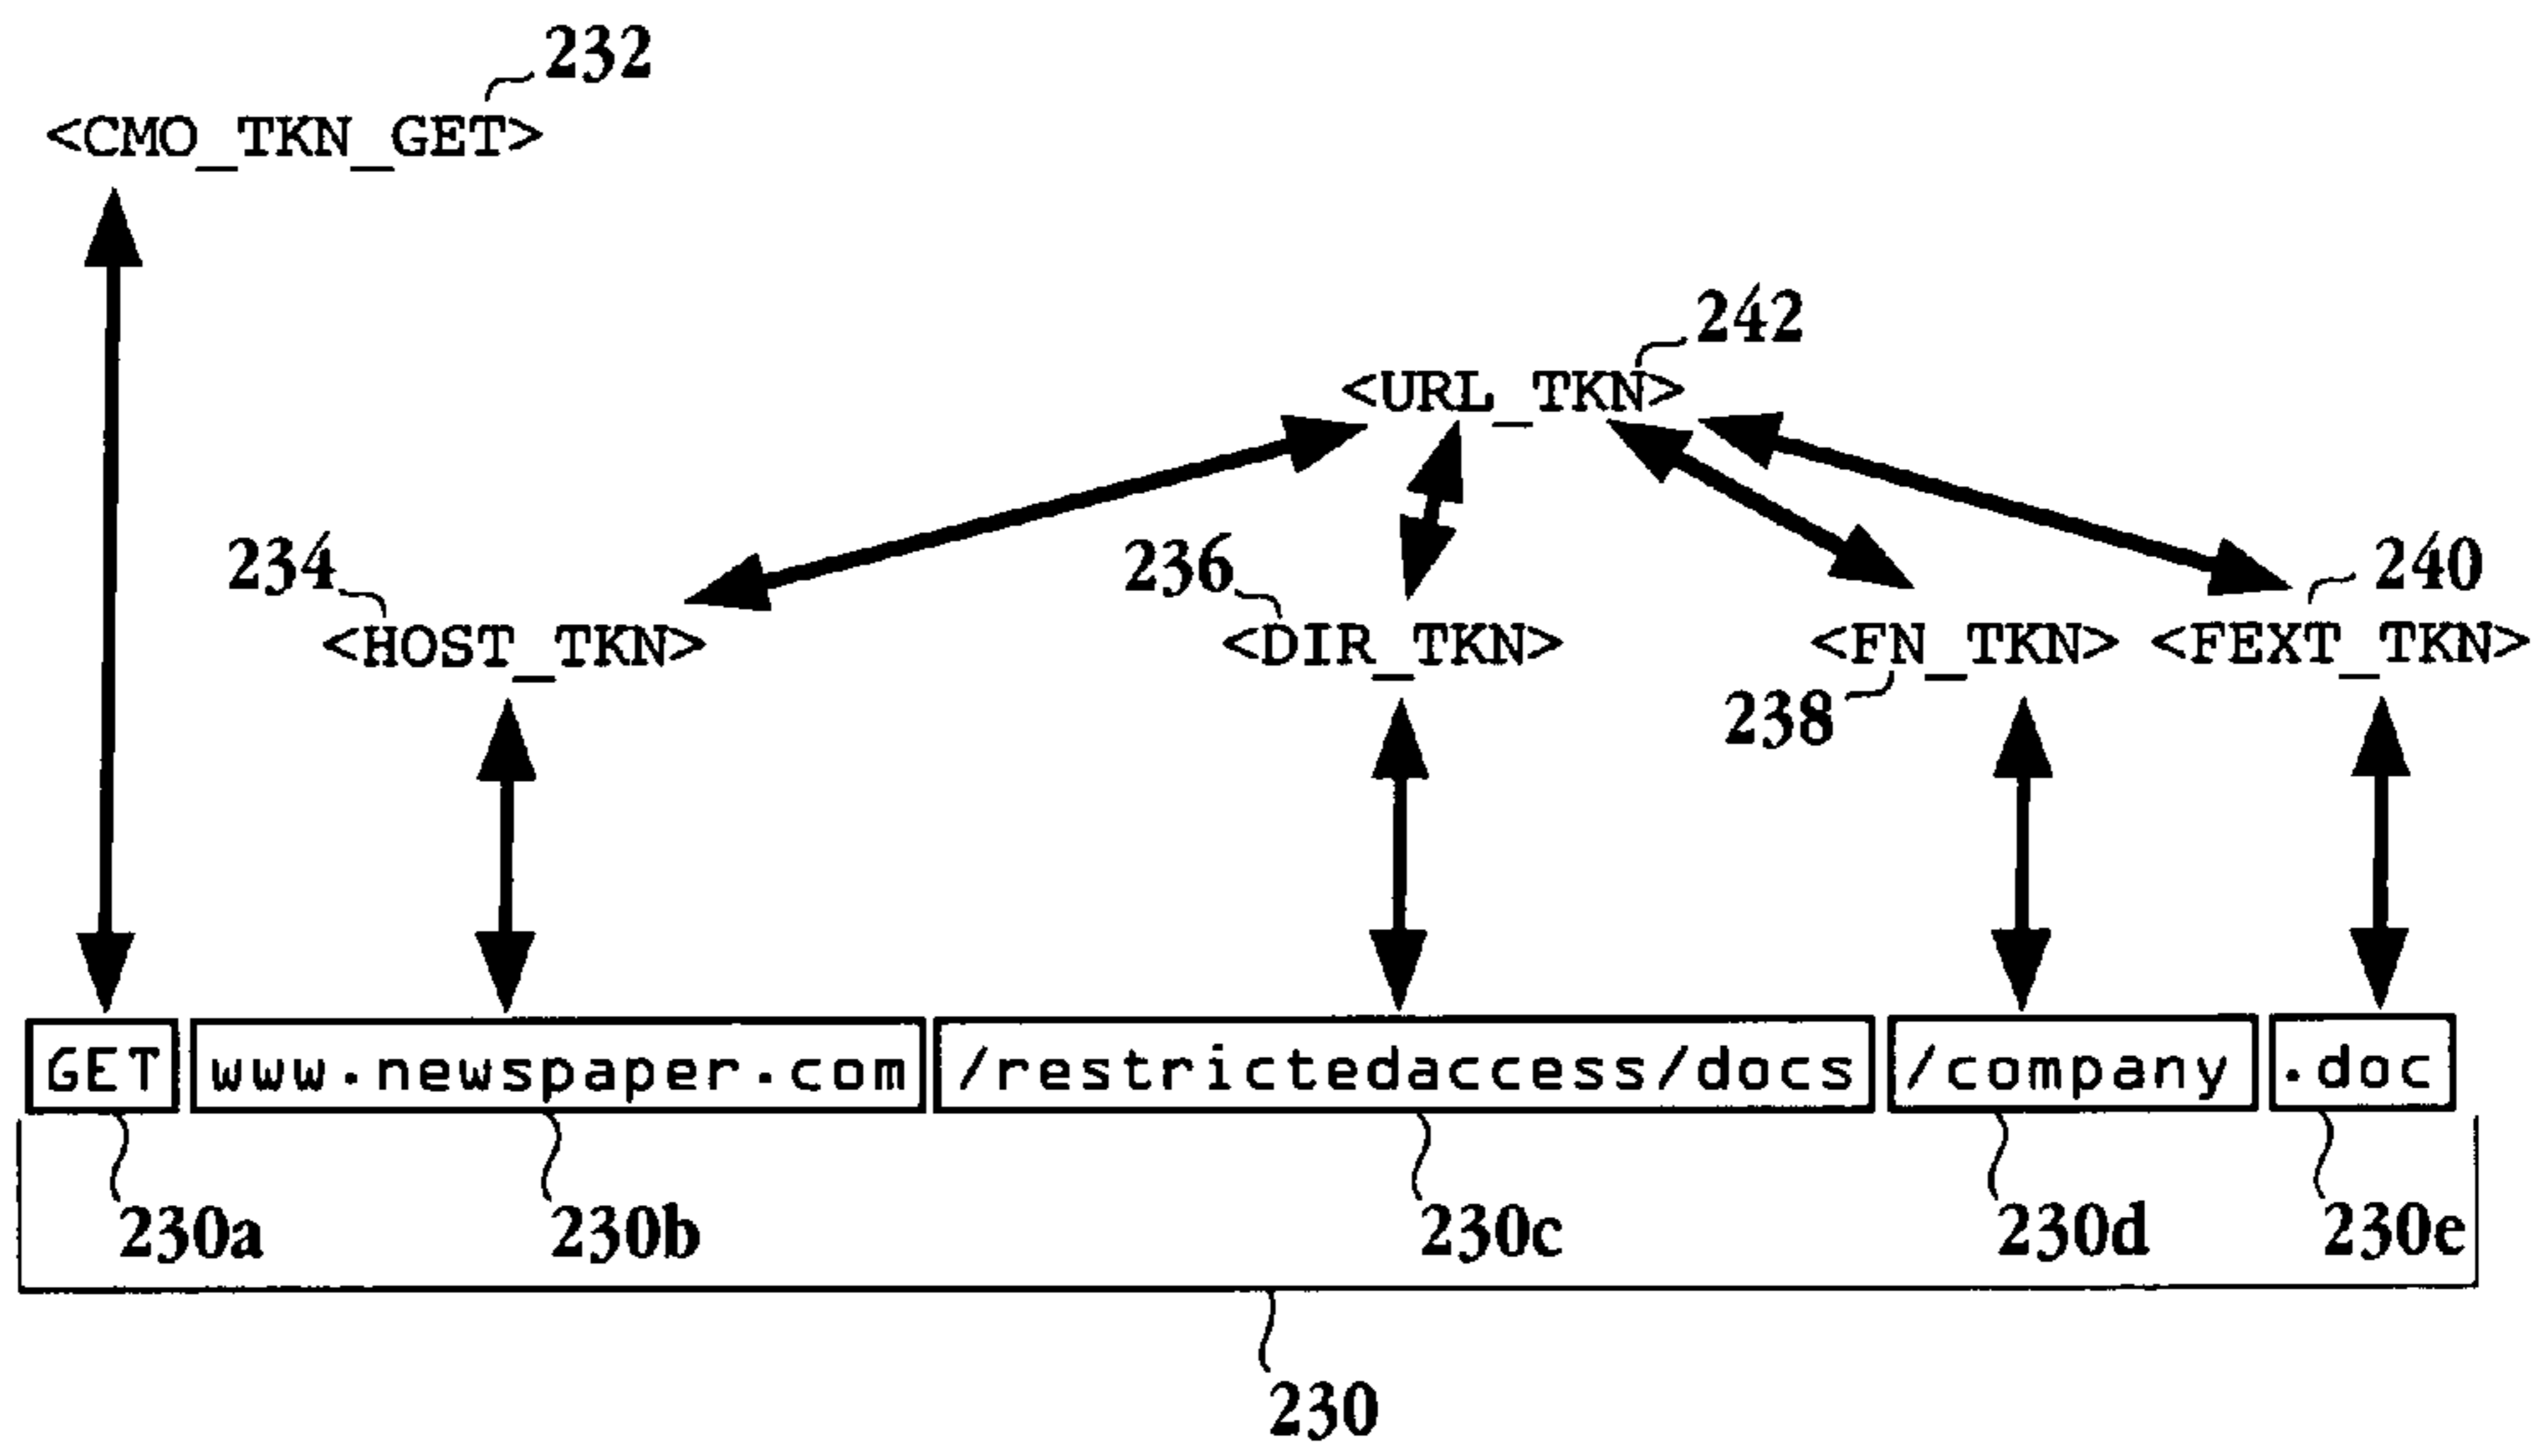 232
<CMO_TKN_GET>
242
<URL_TKN>
234
236
240
<HOST_TKN>
<DIR_TKN>
<FN_TKN> <FEXT_TKN>
238
GET www.newspaper.com /restrictedaccess/docs /company .doc
230a 230b 230c 230d 230e
230